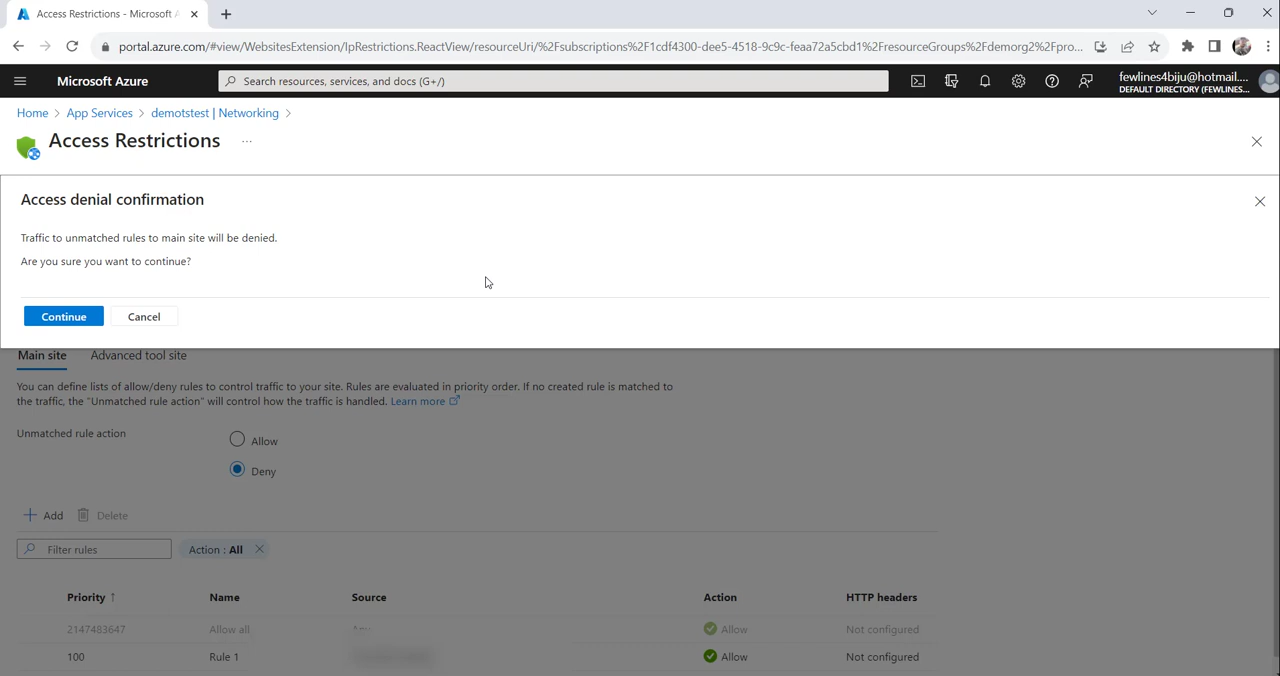 Access Restrictions - Microsoft A
portal.azure.com/#view/WebsitesExtension/IpRestrictions.ReactView/resourceUri/%2Fsubscriptions%2F1cdf4300-dee5-4518-9c9c-feaa72a5cbd1%2FresourceGroups%2Fdemorg2%2Fpro...
Microsoft Azure
Search resources, services, and docs (G+/)
fewlines4biju@hotmail....
DEFAULT DIRECTORY (FEWLINES...
Home > App Services > demotstest | Networking >
Access Restrictions ...
Access denial confirmation
Traffic to unmatched rules to main site will be denied.
Are you sure you want to continue?
Continue Cancel
Main site Advanced tool site
You can define lists of allow/deny rules to control traffic to your site. Rules are evaluated in priority order. If no created rule is matched to
the traffic, the "Unmatched rule action" will control how the traffic is handled. Learn more
Unmatched rule action
Allow
Deny
+ Add Delete
Filter rules Action : All
Priority ↑ Name Source Action HTTP headers
2147483647 Allow all Allow Not configured
100 Rule 1 Allow Not configured